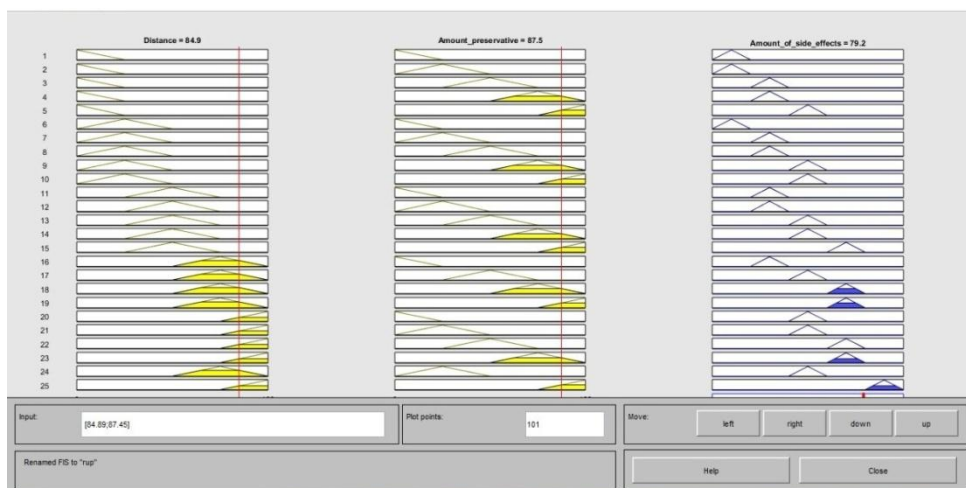 Distance = 84.9
Amount_preservative = 87.5
Amount_of_side_effects = 79.2
1
2
3
4
5
6
7
8
9
10
11
12
13
14
15
16
17
18
19
20
21
22
23
24
25
Input:
[84.89;87.45]
Plot points:
101
Move:
left
right
down
up
Renamed FIS to "rup"
Help
Close